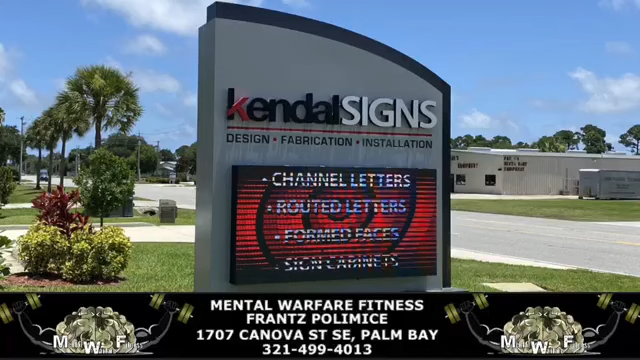 kendalSIGNS
DESIGN • FABRICATION • INSTALLATION
• CHANNEL LETTERS
• ROUTED LETTERS
• FORMED FACES
• SIGN CABINETS
MENTAL WARFARE FITNESS
FRANTZ POLIMICE
1707 CANOVA ST SE, PALM BAY
321-499-4013
M W F
M W F